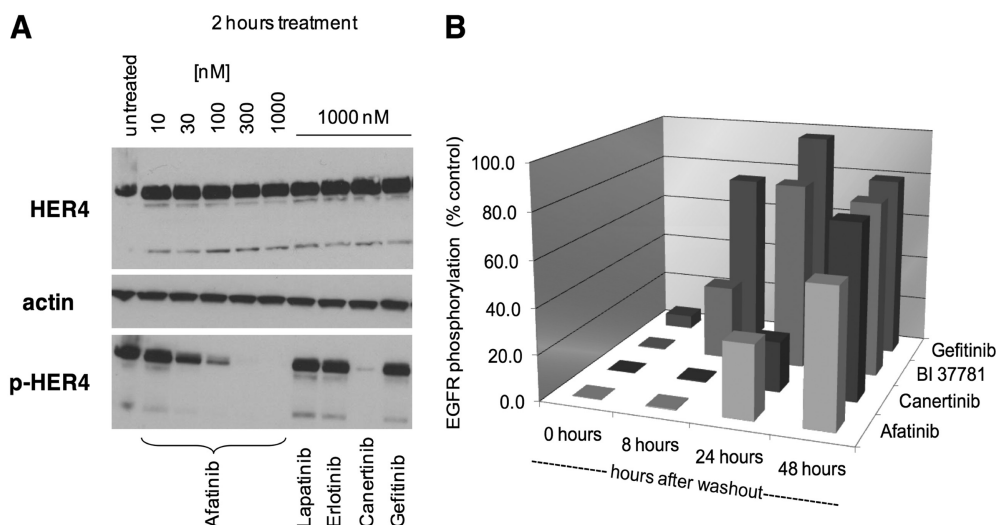 A
2 hours treatment
untreated
[nM]
10
30
100
300
1000
1000 nM
HER4
actin
p-HER4
Afatinib
Lapatinib
Erlotinib
Canertinib
Gefitinib
B
EGFR phosphorylation (% control)
100.0
80.0
60.0
40.0
20.0
0.0
0 hours
8 hours
24 hours
48 hours
hours after washout
Gefitinib
BI 37781
Canertinib
Afatinib